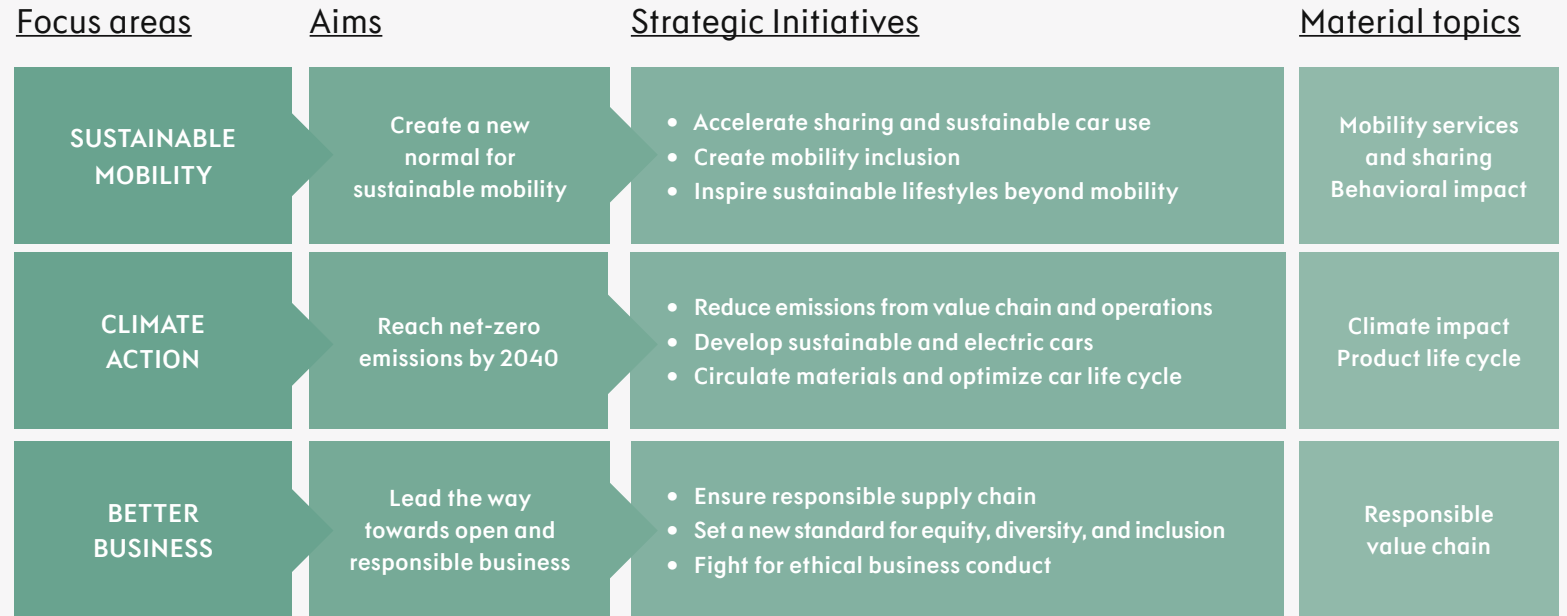 Focus areas
Aims
Strategic Initiatives
Material topics
SUSTAINABLE
MOBILITY
Create a new
normal for
sustainable mobility
• Accelerate sharing and sustainable car use
• Create mobility inclusion
• Inspire sustainable lifestyles beyond mobility
Mobility services
and sharing
Behavioral impact
CLIMATE
ACTION
Reach net-zero
emissions by 2040
• Reduce emissions from value chain and operations
• Develop sustainable and electric cars
• Circulate materials and optimize car life cycle
Climate impact
Product life cycle
BETTER
BUSINESS
Lead the way
towards open and
responsible business
• Ensure responsible supply chain
• Set a new standard for equity, diversity, and inclusion
• Fight for ethical business conduct
Responsible
value chain